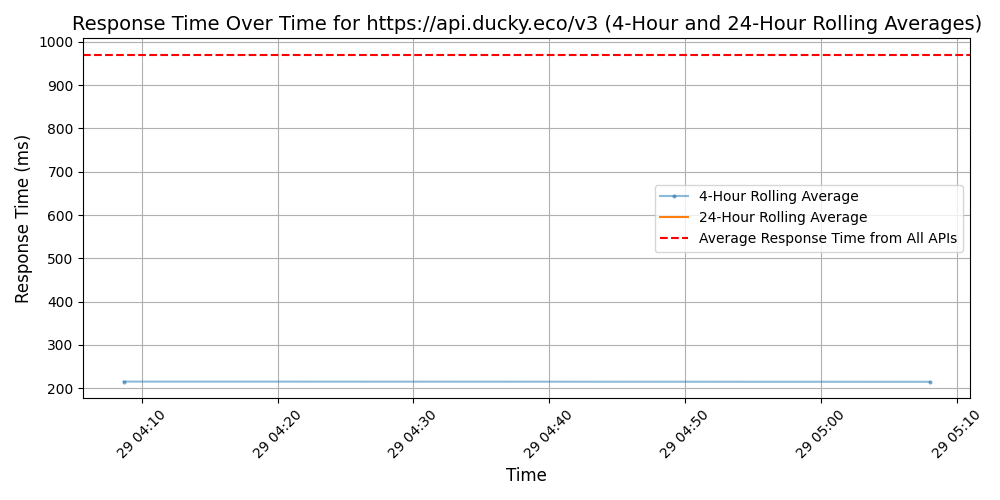 Response Time Over Time for https://api.ducky.eco/v3 (4-Hour and 24-Hour Rolling Averages)
1000
900
800
700
600
500
400
300
200
Response Time (ms)
4-Hour Rolling Average
24-Hour Rolling Average
Average Response Time from All APIs
29 04:10
29 04:20
29 04:30
29 04:40
29 04:50
29 05:00
29 05:10
Time